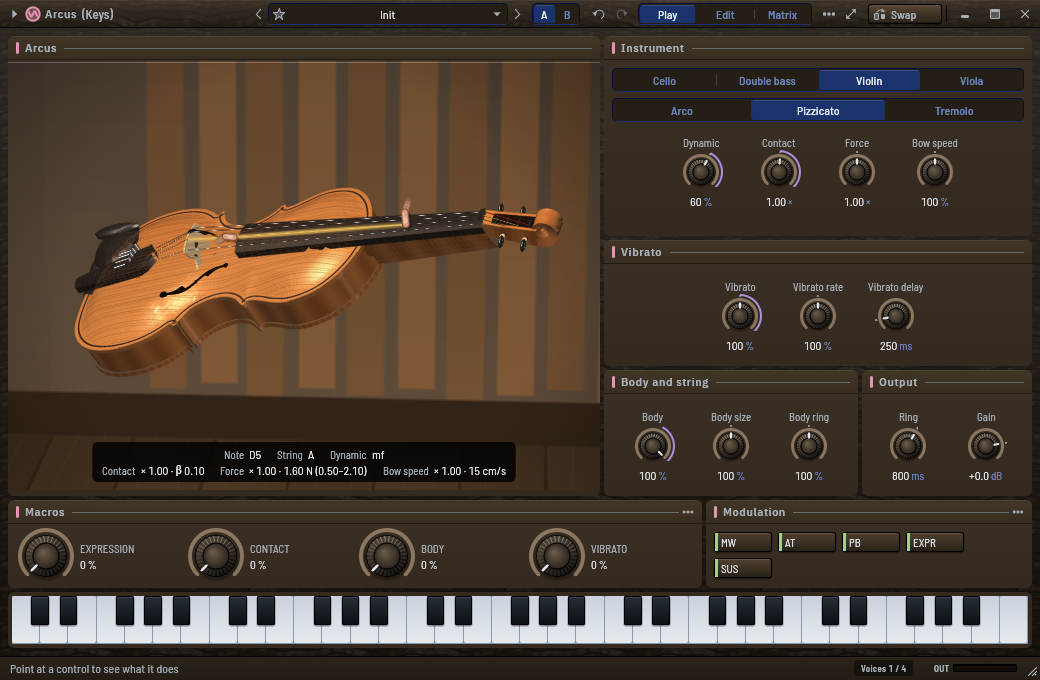 Arcus (Keys)
Init
A B
Play Edit Matrix
Swap
Arcus
Instrument
Cello Double bass Violin Viola
Arco Pizzicato Tremolo
Dynamic Contact Force Bow speed
60 % 1.00 × 1.00 × 100 %
Vibrato
Vibrato Vibrato rate Vibrato delay
100 % 100 % 250 ms
Body and string
Body Body size Body ring
100 % 100 % 100 %
Output
Ring Gain
800 ms +0.0 dB
Note D5 String A Dynamic mf
Contact × 1.00 · β 0.10 Force × 1.00 · 1.60 N (0.50–2.10) Bow speed × 1.00 · 15 cm/s
Macros
EXPRESSION
0 %
CONTACT
0 %
BODY
0 %
VIBRATO
0 %
Modulation
MW AT PB EXPR
SUS
Point at a control to see what it does
Voices 1 / 4 OUT